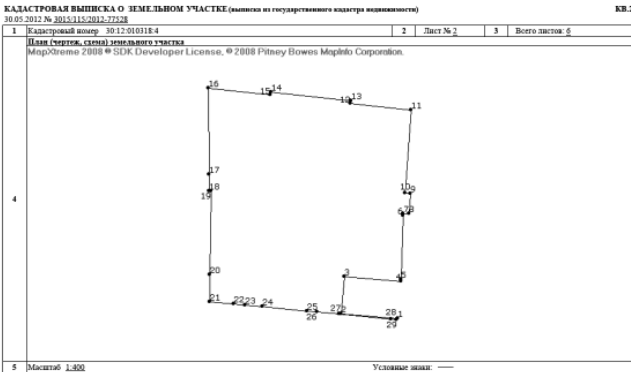 КАДАСТРОВАЯ ВЫПИСКА О ЗЕМЕЛЬНОМ УЧАСТКЕ (выписка из государственного кадастра недвижимости) КВ.2
30.05.2012 № 3015/115/2012-77528
1 Кадастровый номер 30:12:010318:4 2 Лист № 2 3 Всего листов: 6
План (чертеж, схема) земельного участка
MapXtreme 2008 ® SDK Developer License, © 2008 Pitney Bowes MapInfo Corporation.
16
15 14
12 13
11
17
18
19
10 9
6 7 8
4
20
3
4 5
21
22 23 24
25
26
27 2
28 1
29
5 Масштаб 1:400 Условные знаки: —